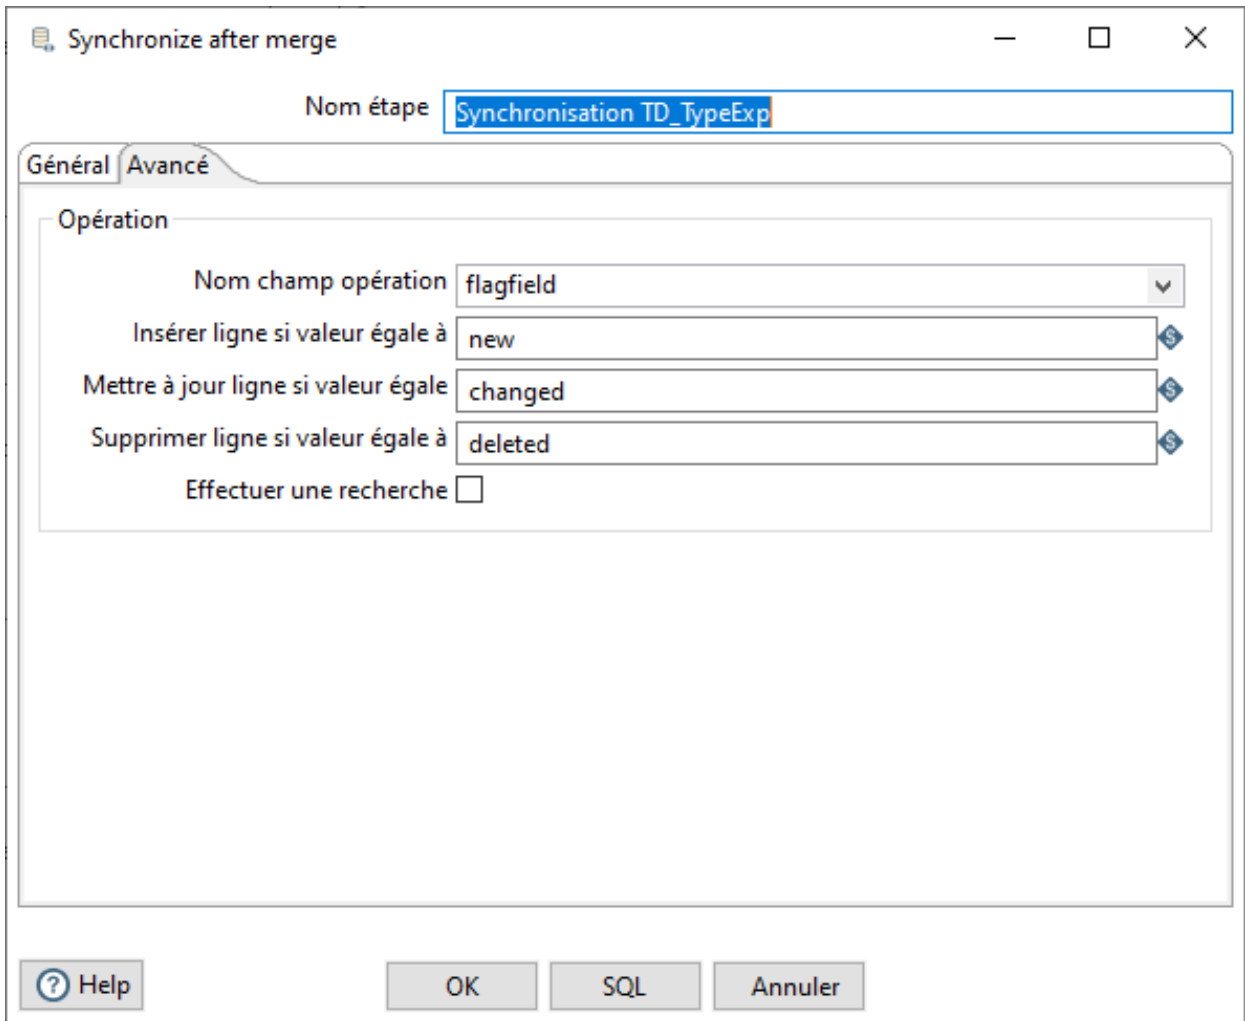 Synchronize after merge
Nom étape Synchronisation TD_TypeExp
Général Avancé
Opération
Nom champ opération flagfield
Insérer ligne si valeur égale à new
Mettre à jour ligne si valeur égale changed
Supprimer ligne si valeur égale à deleted
Effectuer une recherche
Help OK SQL Annuler